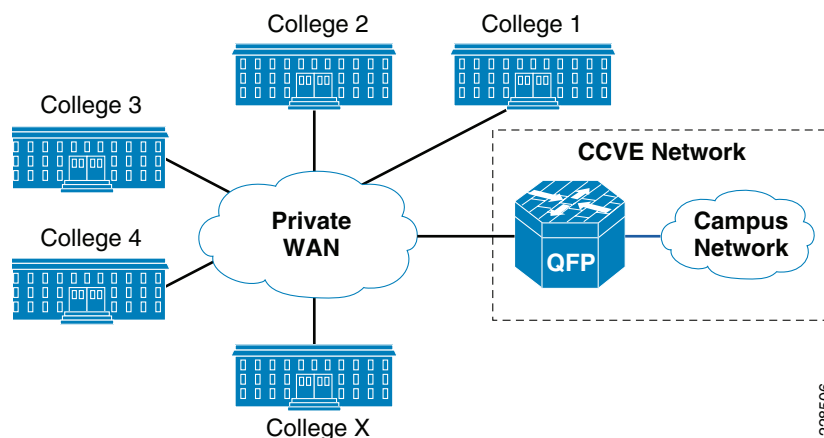 College 2
College 1
College 3
CCVE Network
Private
WAN
Campus
Network
QFP
College 4
College X